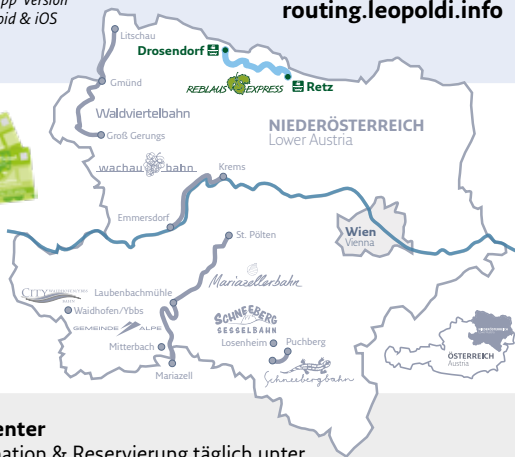 App-Version
oid & iOS
routing.leopoldi.info
Litschau
Drosendorf
REBLAUS EXPRESS
Retz
Gmünd
Waldviertelbahn
Groß Gerungs
NIEDERÖSTERREICH
Lower Austria
wachau bahn
Krems
Emmersdorf
Wien
Vienna
St. Pölten
Mariazellerbahn
CITY
Laubenbachmühle
Waidhofen/Ybbs
GEMEINDE ALPE
SCHNEEBERG
SESSELBAHN
Mitterbach
Losenheim
Puchberg
Mariazell
Schneebergbahn
ÖSTERREICH
Austria
enter
nation & Reservierung täglich unter